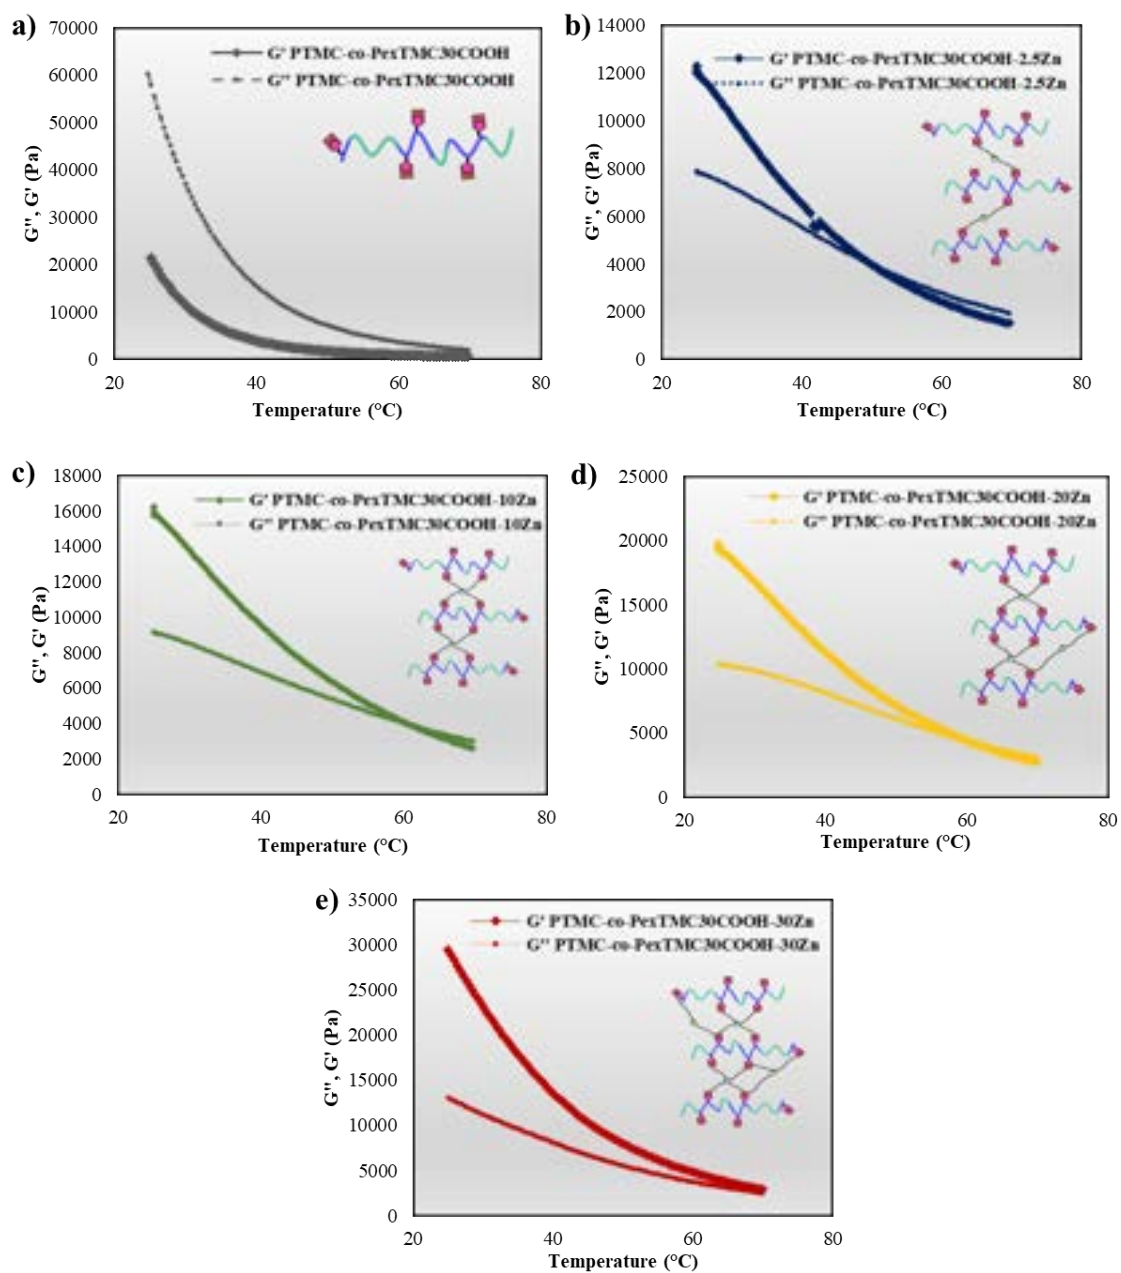 a)
70000
60000
50000
40000
30000
20000
10000
0
G'', G' (Pa)
G' PTMC-co-PexTMC30COOH
G'' PTMC-co-PexTMC30COOH
20 40 60 80
Temperature (°C)
b)
14000
12000
10000
8000
6000
4000
2000
0
G'', G' (Pa)
G' PTMC-co-PexTMC30COOH-2.5Zn
G'' PTMC-co-PexTMC30COOH-2.5Zn
20 40 60 80
Temperature (°C)
c)
18000
16000
14000
12000
10000
8000
6000
4000
2000
0
G'', G' (Pa)
G' PTMC-co-PexTMC30COOH-10Zn
G'' PTMC-co-PexTMC30COOH-10Zn
20 40 60 80
Temperature (°C)
d)
25000
20000
15000
10000
5000
0
G'', G' (Pa)
G' PTMC-co-PexTMC30COOH-20Zn
G'' PTMC-co-PexTMC30COOH-20Zn
20 40 60 80
Temperature (°C)
e)
35000
30000
25000
20000
15000
10000
5000
0
G'', G' (Pa)
G' PTMC-co-PexTMC30COOH-30Zn
G'' PTMC-co-PexTMC30COOH-30Zn
20 40 60 80
Temperature (°C)